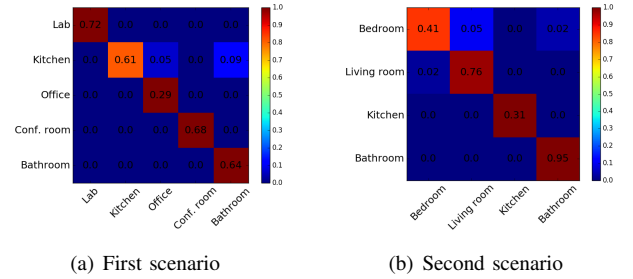 Lab 0.72 0.0 0.0 0.0 0.0
Kitchen 0.0 0.61 0.05 0.0 0.09
Office 0.0 0.0 0.29 0.0 0.0
Conf. room 0.0 0.0 0.0 0.68
Bathroom 0.0 0.0 0.0 0.0 0.64
Lab Kitchen Office Conf. room Bathroom
1.0
0.9
0.8
0.7
0.6
0.5
0.4
0.3
0.2
0.1
0.0
(a) First scenario
Bedroom 0.41 0.05 0.0 0.02
Living room 0.02 0.76 0.0 0.0
Kitchen 0.0 0.0 0.31 0.0
Bathroom 0.0 0.0 0.0 0.95
Bedroom Living room Kitchen Bathroom
1.0
0.9
0.8
0.7
0.6
0.5
0.4
0.3
0.2
0.1
0.0
(b) Second scenario